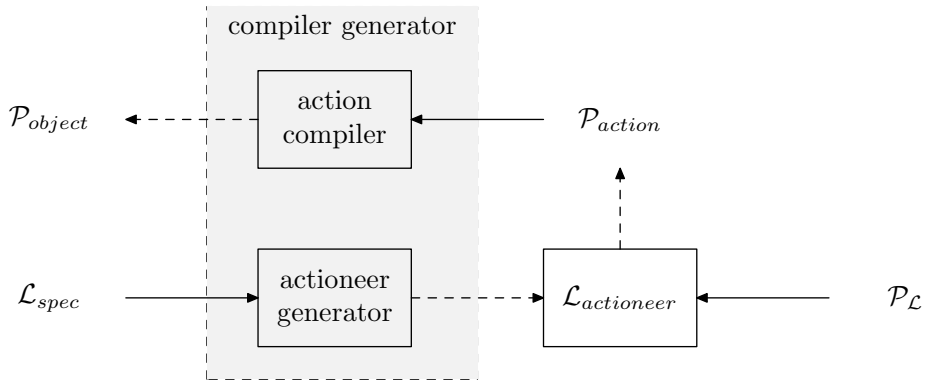 compiler generator
𝒫object
action
compiler
𝒫action
ℒspec
actioneer
generator
ℒactioneer
𝒫ℒ